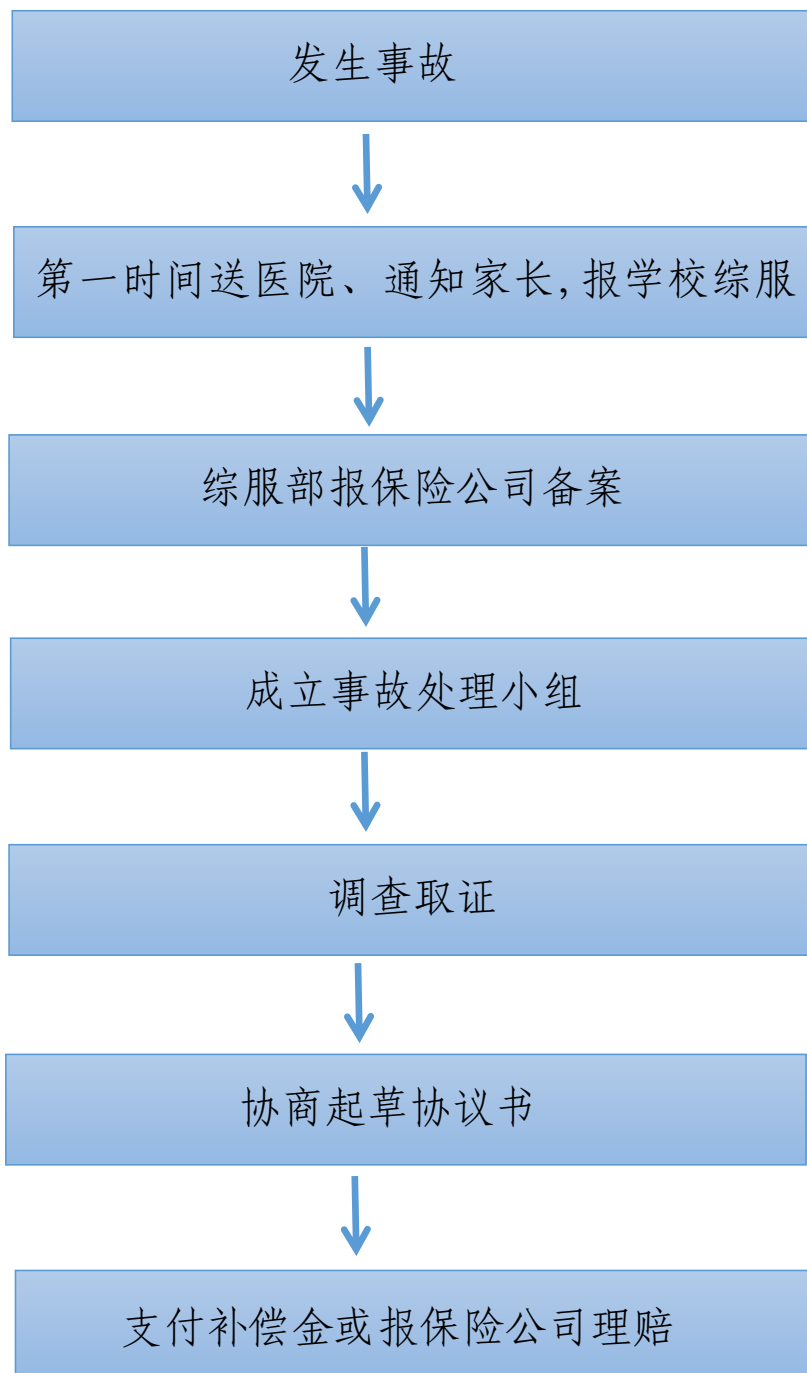 发生事故
第一时间送医院、通知家长,报学校综服
综服部报保险公司备案
成立事故处理小组
调查取证
协商起草协议书
支付补偿金或报保险公司理赔